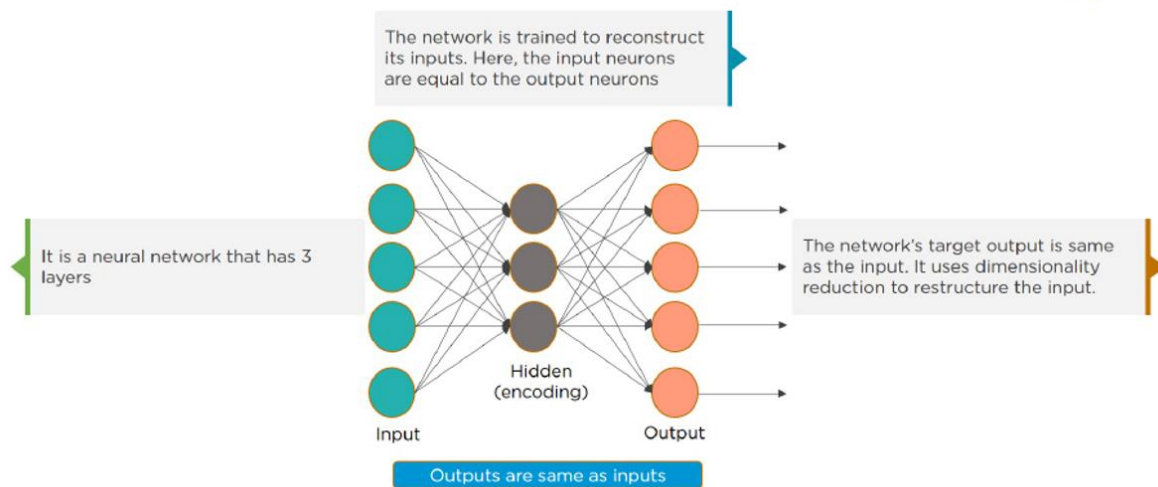 The network is trained to reconstruct
its inputs. Here, the input neurons
are equal to the output neurons
It is a neural network that has 3
layers
The network's target output is same
as the input. It uses dimensionality
reduction to restructure the input.
Hidden
(encoding)
Input
Output
Outputs are same as inputs